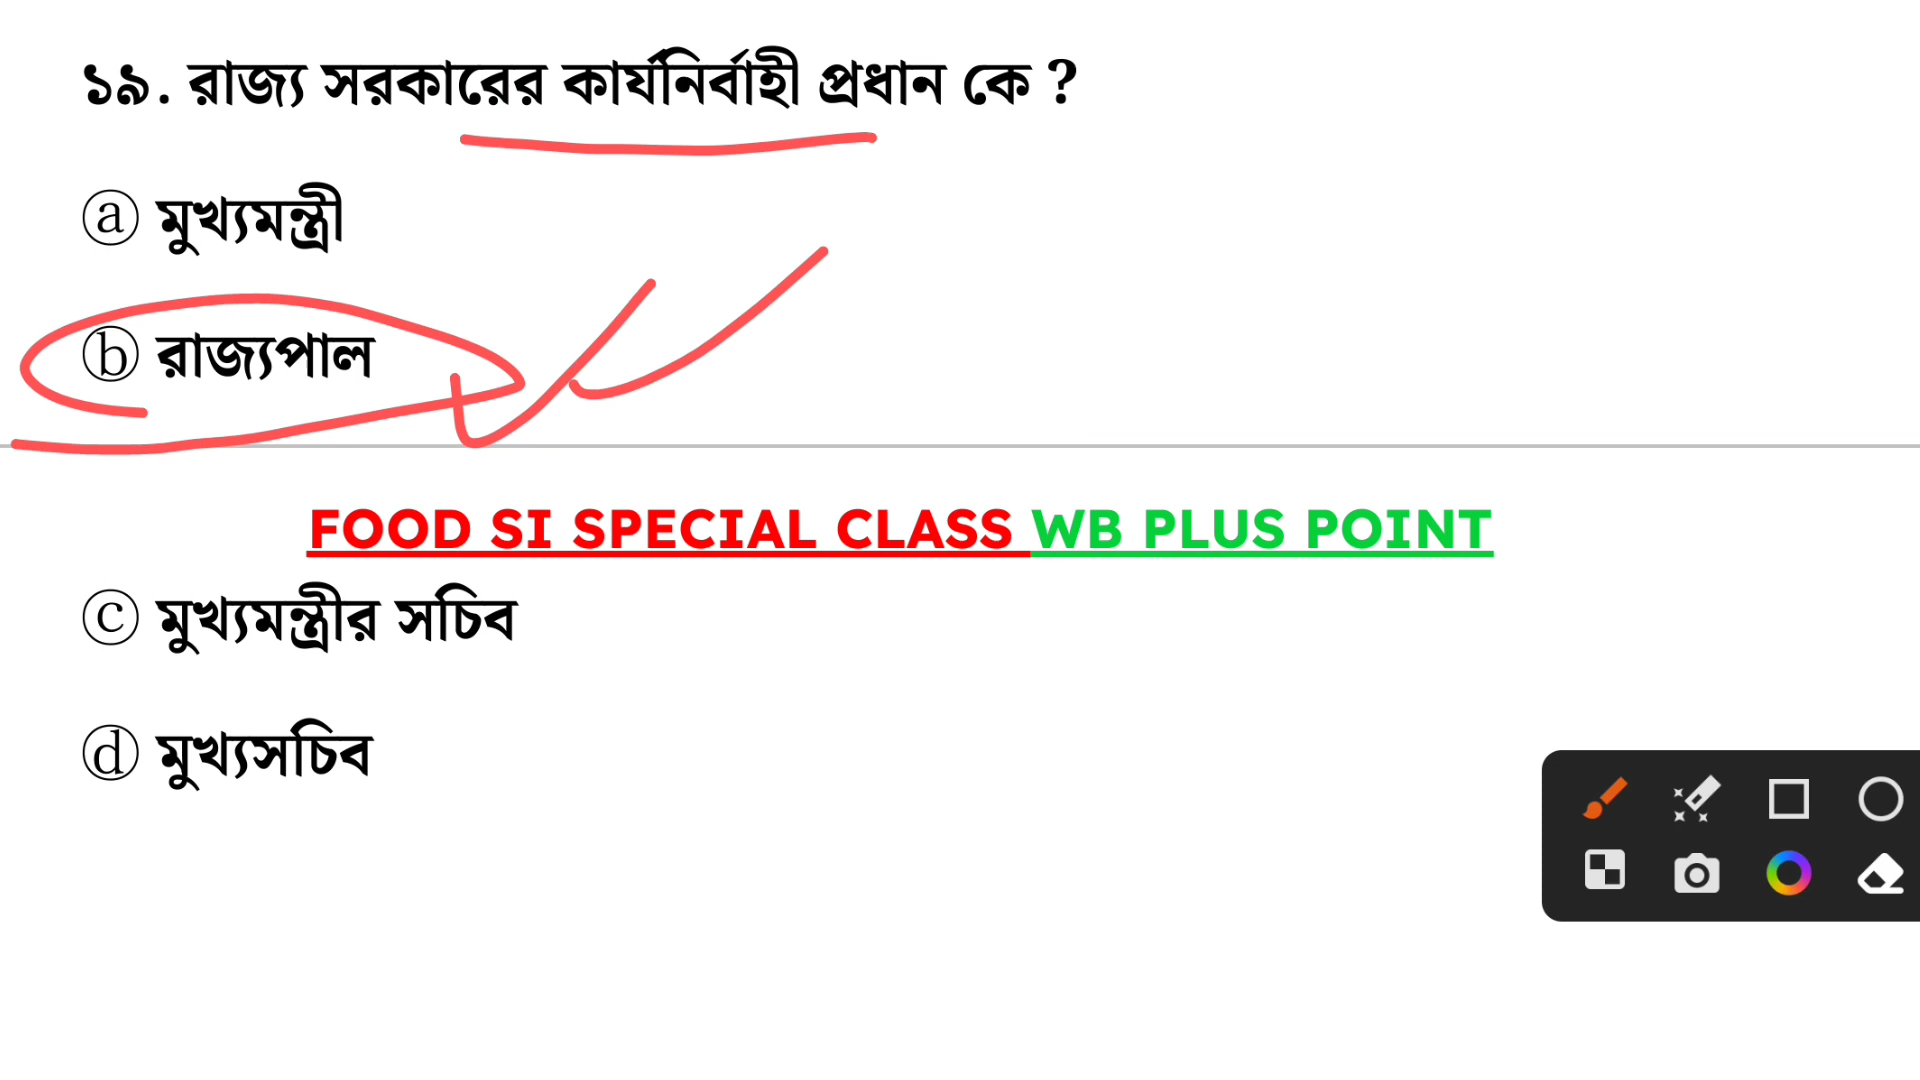 ১৯. রাজ্য সরকারের কার্যনির্বাহী প্রধান কে ?
ⓐ মুখ্যমন্ত্রী
ⓑ রাজ্যপাল
FOOD SI SPECIAL CLASS WB PLUS POINT
ⓒ মুখ্যমন্ত্রীর সচিব
ⓓ মুখ্যসচিব